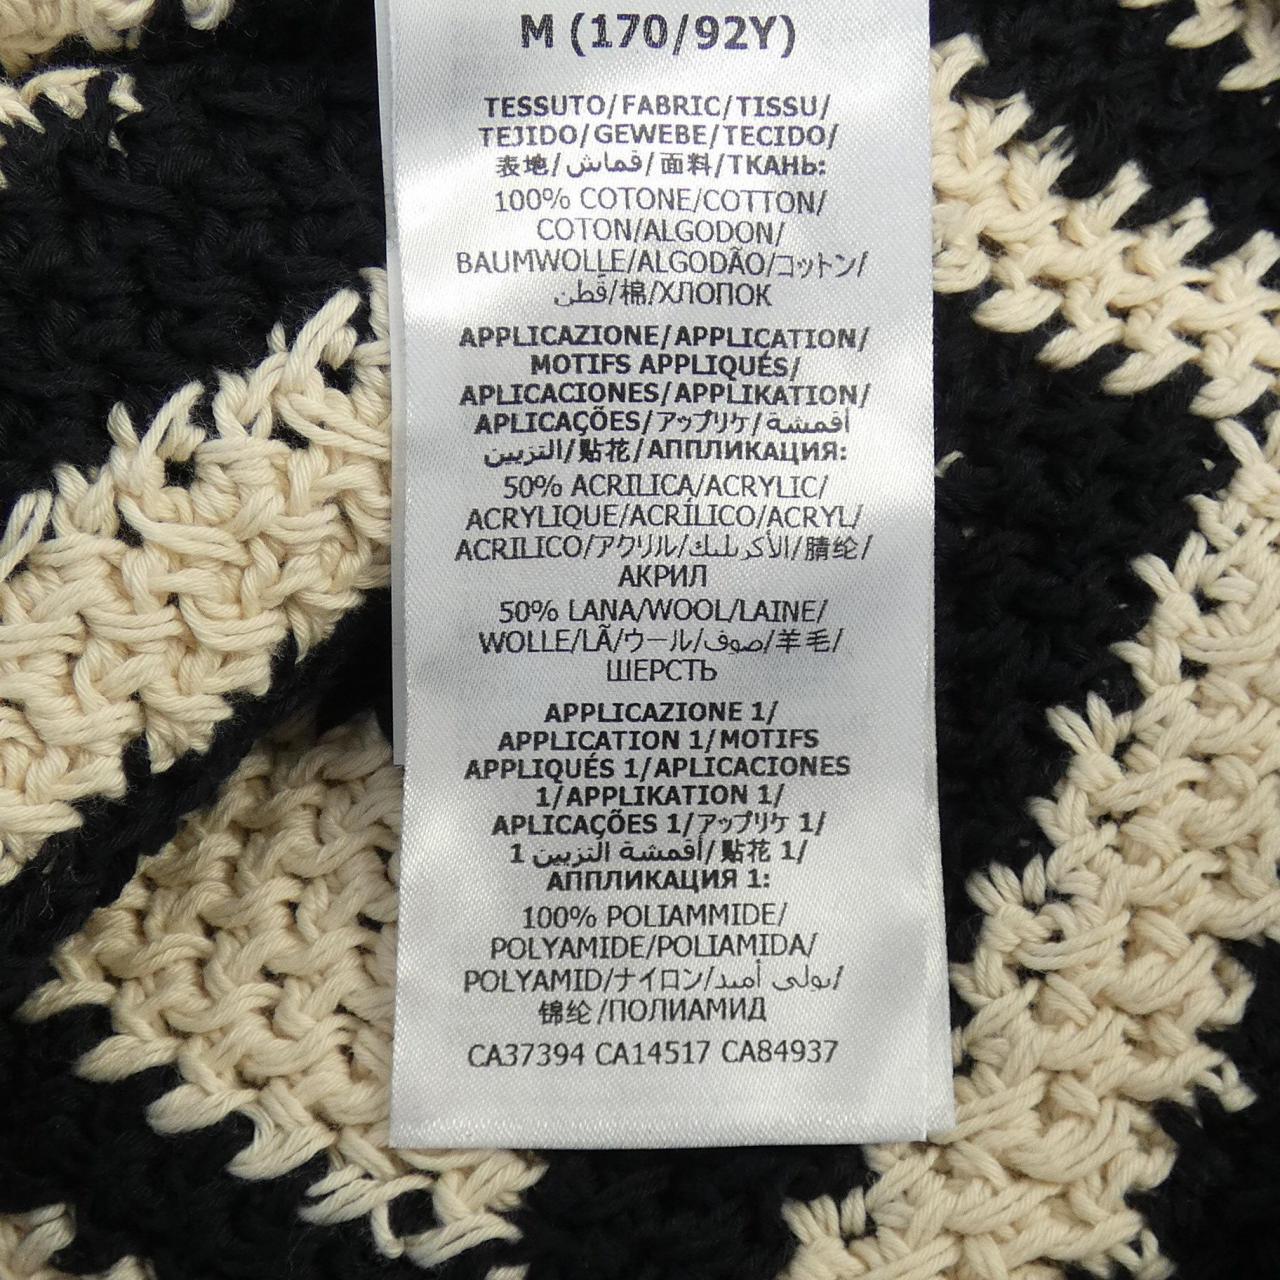 M (170/92Y)
TESSUTO/FABRIC/TISSU/
TEJIDO/GEWEBE/TECIDO/
表地/قماش/面料/ТКАНЬ:
100% COTONE/COTTON/
COTON/ALGODON/
BAUMWOLLE/ALGODÃO/コットン/
قطن/棉/ХЛОПОК
APPLICAZIONE/APPLICATION/
MOTIFS APPLIQUÉS/
APLICACIONES/APPLIKATION/
APLICAÇÕES/アップリケ/أقمشة
التزيين/贴花/АППЛИКАЦИЯ:
50% ACRILICA/ACRYLIC/
ACRYLIQUE/ACRÍLICO/ACRYL/
ACRILICO/アクリル/الأكريليك/腈纶/
АКРИЛ
50% LANA/WOOL/LAINE/
WOLLE/LÃ/ウール/صوف/羊毛/
ШЕРСТЬ
APPLICAZIONE 1/
APPLICATION 1/MOTIFS
APPLIQUÉS 1/APLICACIONES
1/APPLIKATION 1/
APLICAÇÕES 1/アップリケ 1/
أقمشة التزيين 1/贴花 1/
АППЛИКАЦИЯ 1:
100% POLIAMMIDE/
POLYAMIDE/POLIAMIDA/
POLYAMID/ナイロン/بولي أميد/
锦纶/ПОЛИАМИД
CA37394 CA14517 CA84937